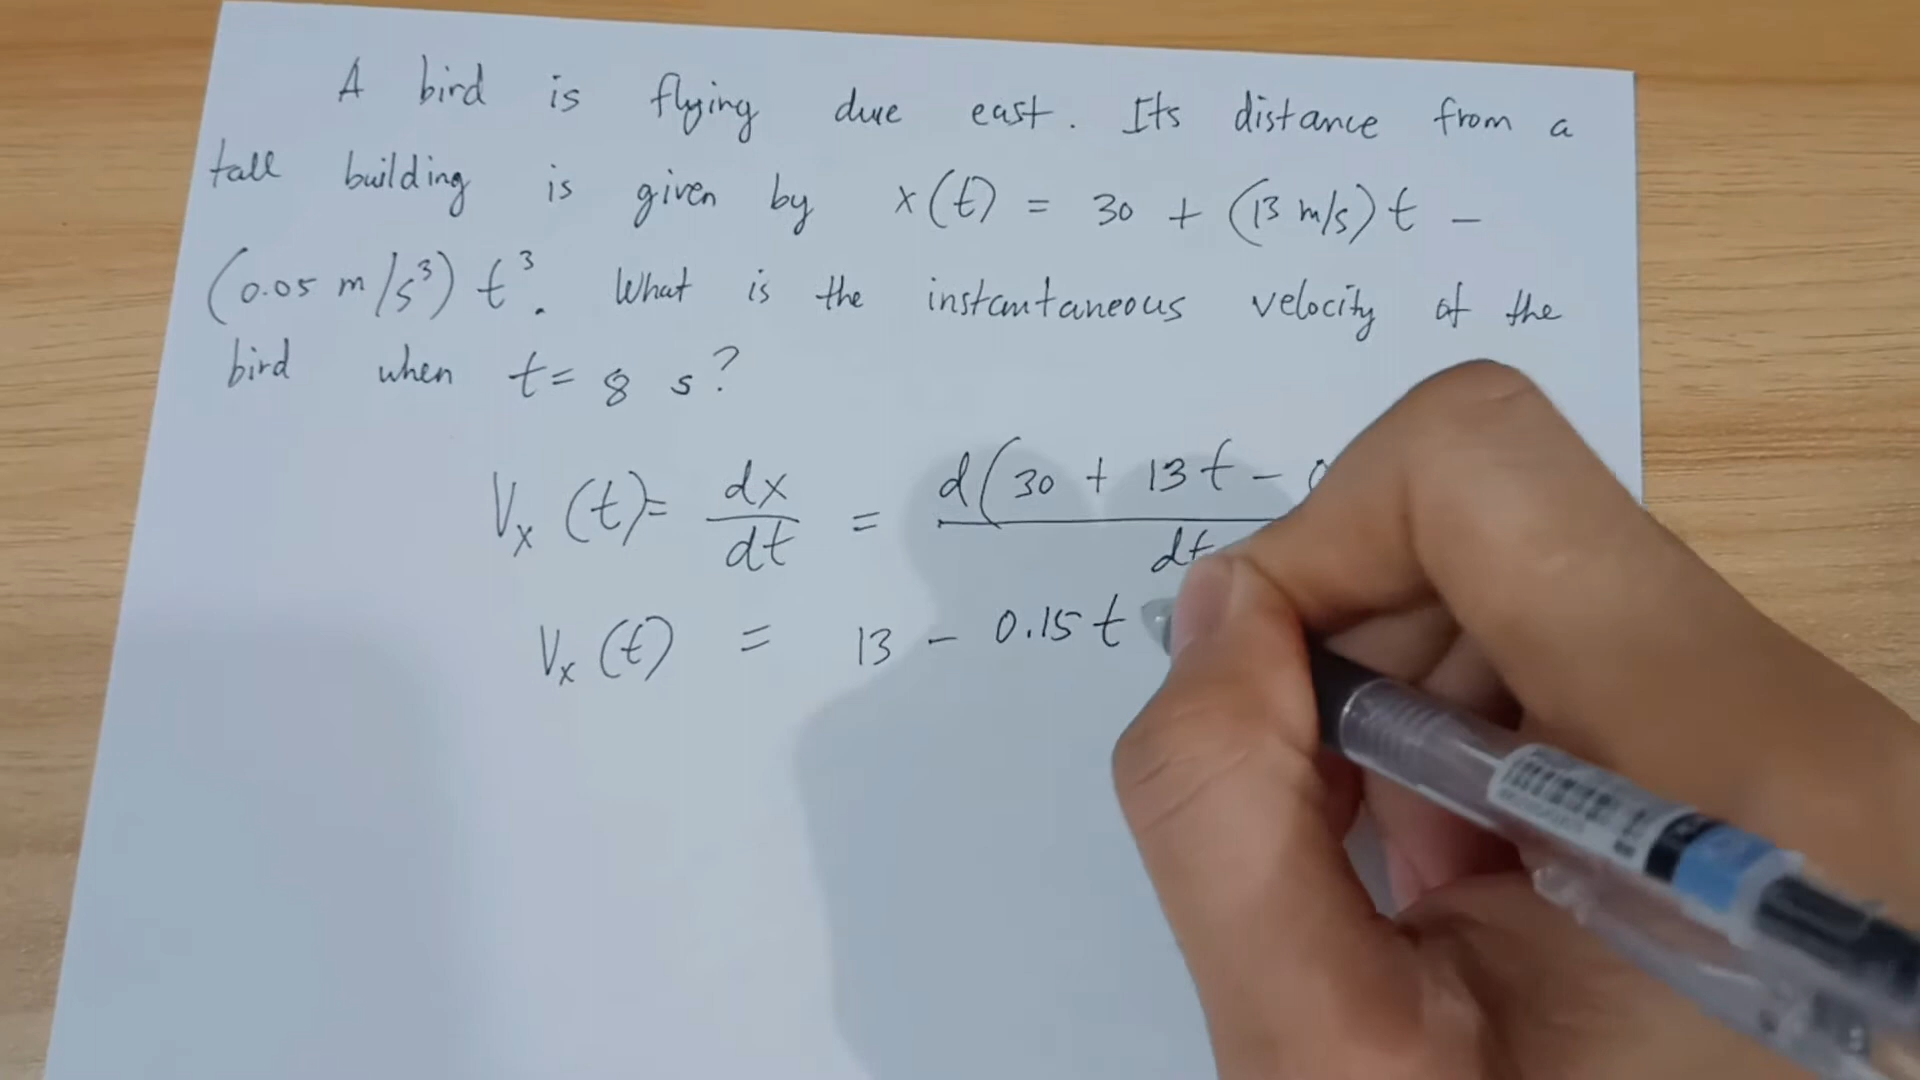 A bird is flying due east. Its distance from a
tall building is given by x(t) = 30 + (13 m/s) t -
(0.05 m/s³) t³. What is the instantaneous velocity of the
bird when t = 8 s?
Vx (t) = dx/dt = d(30 + 13t - / dt
Vx (t) = 13 - 0.15 t